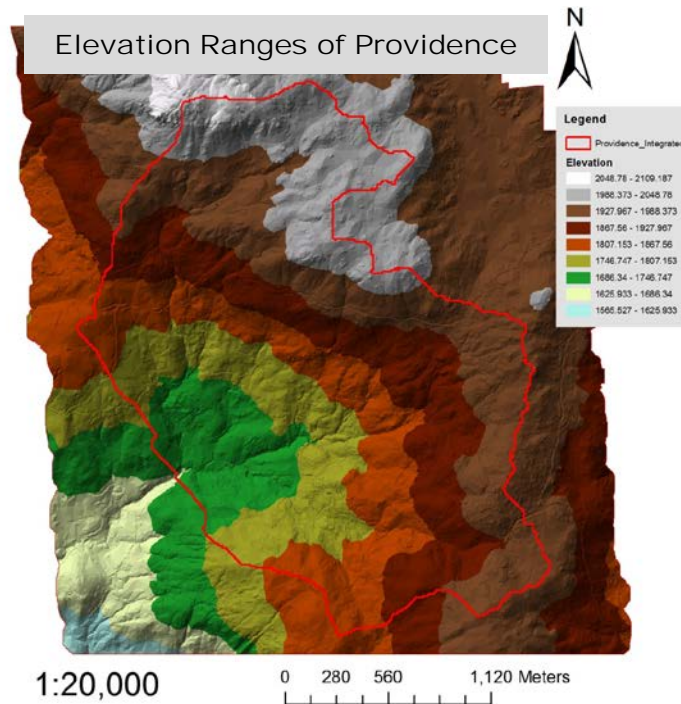 Elevation Ranges of Providence
N
Legend
Providence_Integrated
Elevation
2048.78 - 2109.187
1988.373 - 2048.78
1927.967 - 1988.373
1867.56 - 1927.967
1807.153 - 1867.56
1746.747 - 1807.153
1686.34 - 1746.747
1625.933 - 1686.34
1565.527 - 1625.933
1:20,000
0 280 560 1,120 Meters